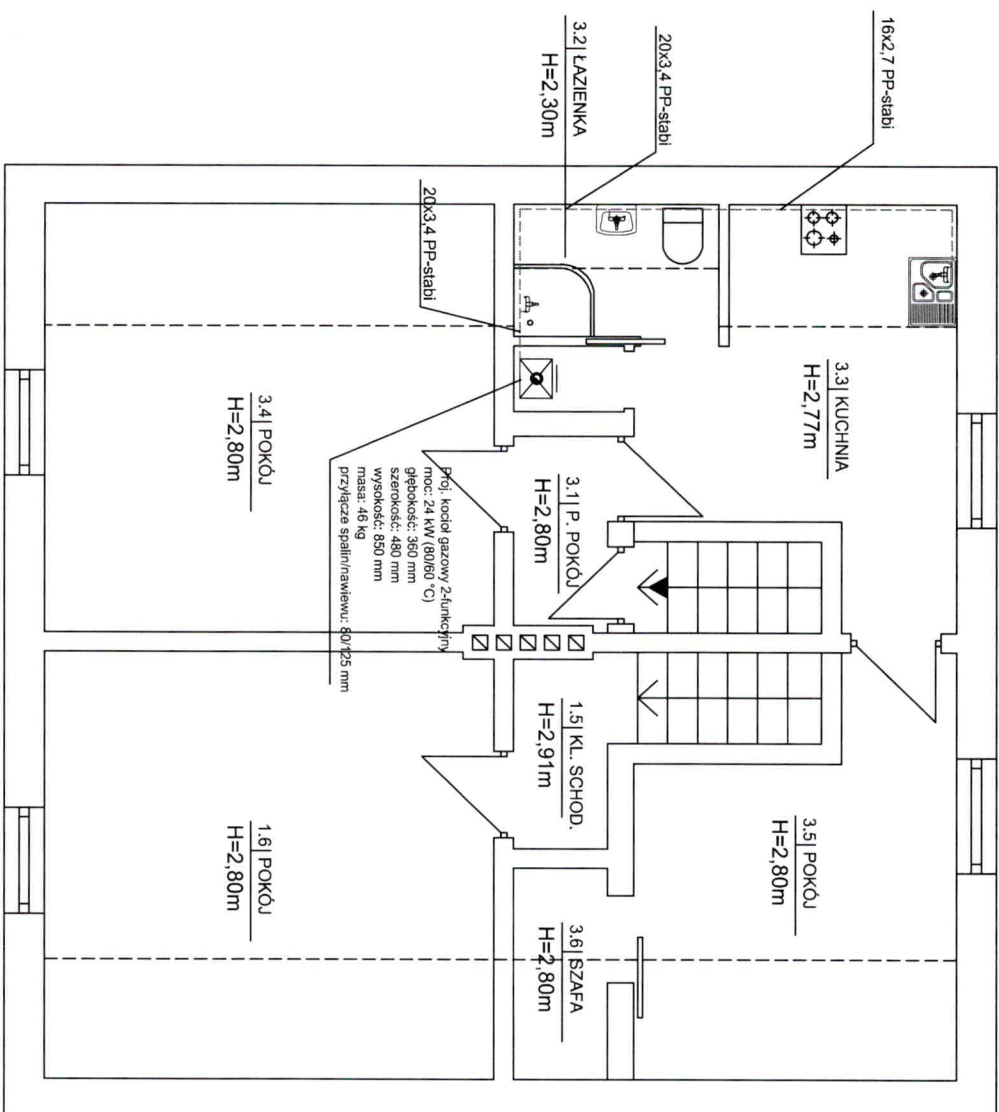 16x2,7 PP-stabi
20x3,4 PP-stabi
3.2| ŁAZIENKA
H=2,30m
20x3,4 PP-stabi
3.3| KUCHNIA
H=2,77m
3.1| P. POKÓJ
H=2,80m
Proj. kocioł gazowy 2-funkcyjny
moc: 24 kW (80/60 °C)
głębokość: 360 mm
szerokość: 480 mm
wysokość: 850 mm
masa: 46 kg
przyłącze spalin/nawiewu: 80/125 mm
3.4| POKÓJ
H=2,80m
3.5| POKÓJ
H=2,80m
1.5| KL. SCHOD.
H=2,91m
3.6| SZAFA
H=2,80m
1.6| POKÓJ
H=2,80m